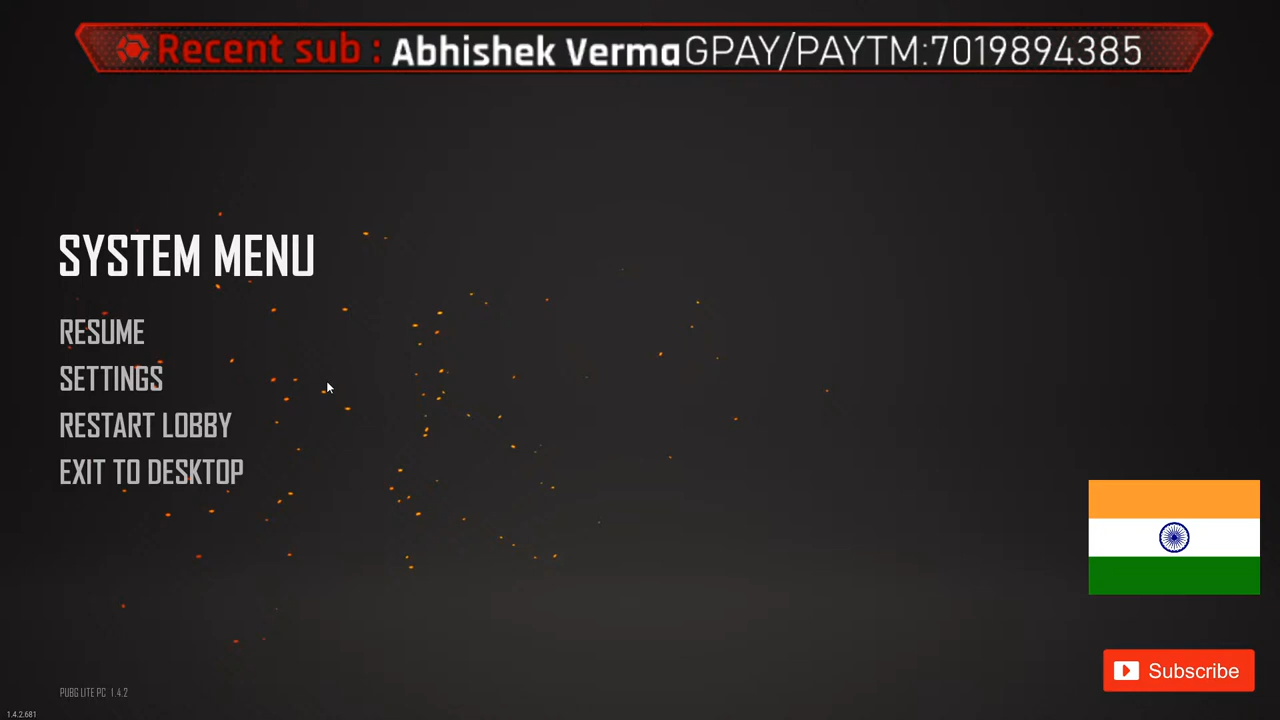 Recent sub : Abhishek VermaGPAY/PAYTM:7019894385
SYSTEM MENU
RESUME
SETTINGS
RESTART LOBBY
EXIT TO DESKTOP
Subscribe
PUBG LITE PC 1.4.2
1.4.2.681